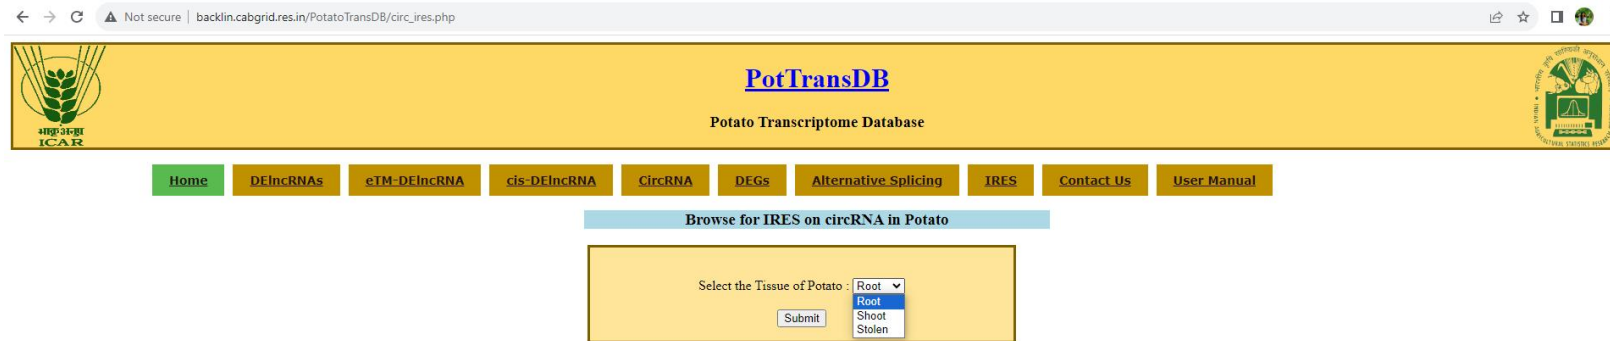 Not secure | backlin.cabgrid.res.in/PotatoTransDB/circ_ires.php
PotTransDB
Potato Transcriptome Database
ICAR
Home DElncRNAs eTM-DElncRNA cis-DElncRNA CircRNA DEGs Alternative Splicing IRES Contact Us User Manual
Browse for IRES on circRNA in Potato
Select the Tissue of Potato : Root
Root
Submit Shoot
Stolen